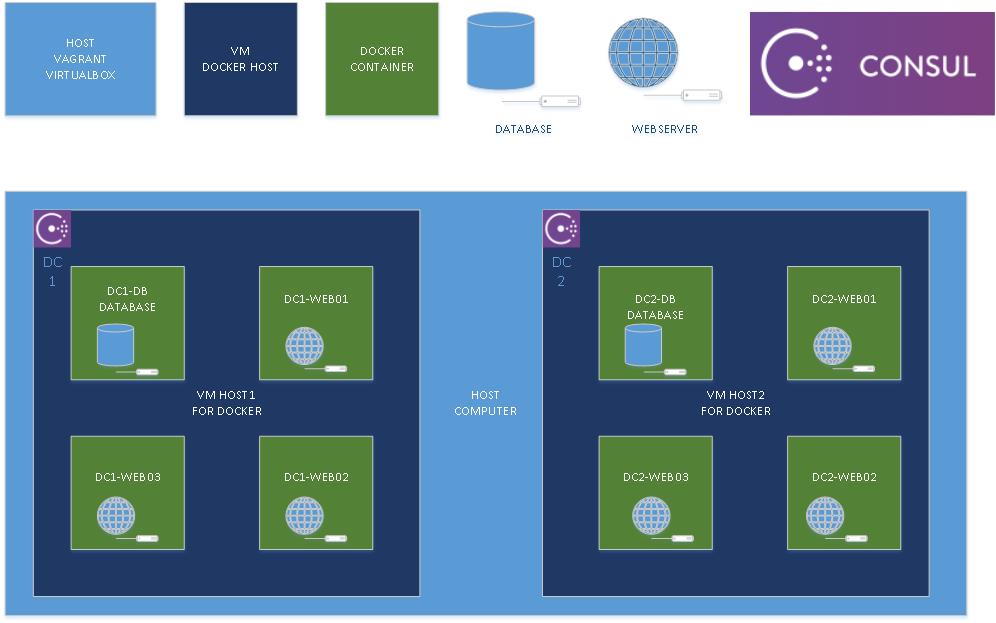 HOST
VAGRANT
VIRTUALBOX
VM
DOCKER HOST
DOCKER
CONTAINER
DATABASE
WEBSERVER
CONSUL
DC
1
DC1-DB
DATABASE
DC1-WEB01
VM HOST1
FOR DOCKER
DC1-WEB03
DC1-WEB02
HOST
COMPUTER
DC
2
DC2-DB
DATABASE
DC2-WEB01
VM HOST2
FOR DOCKER
DC2-WEB03
DC2-WEB02